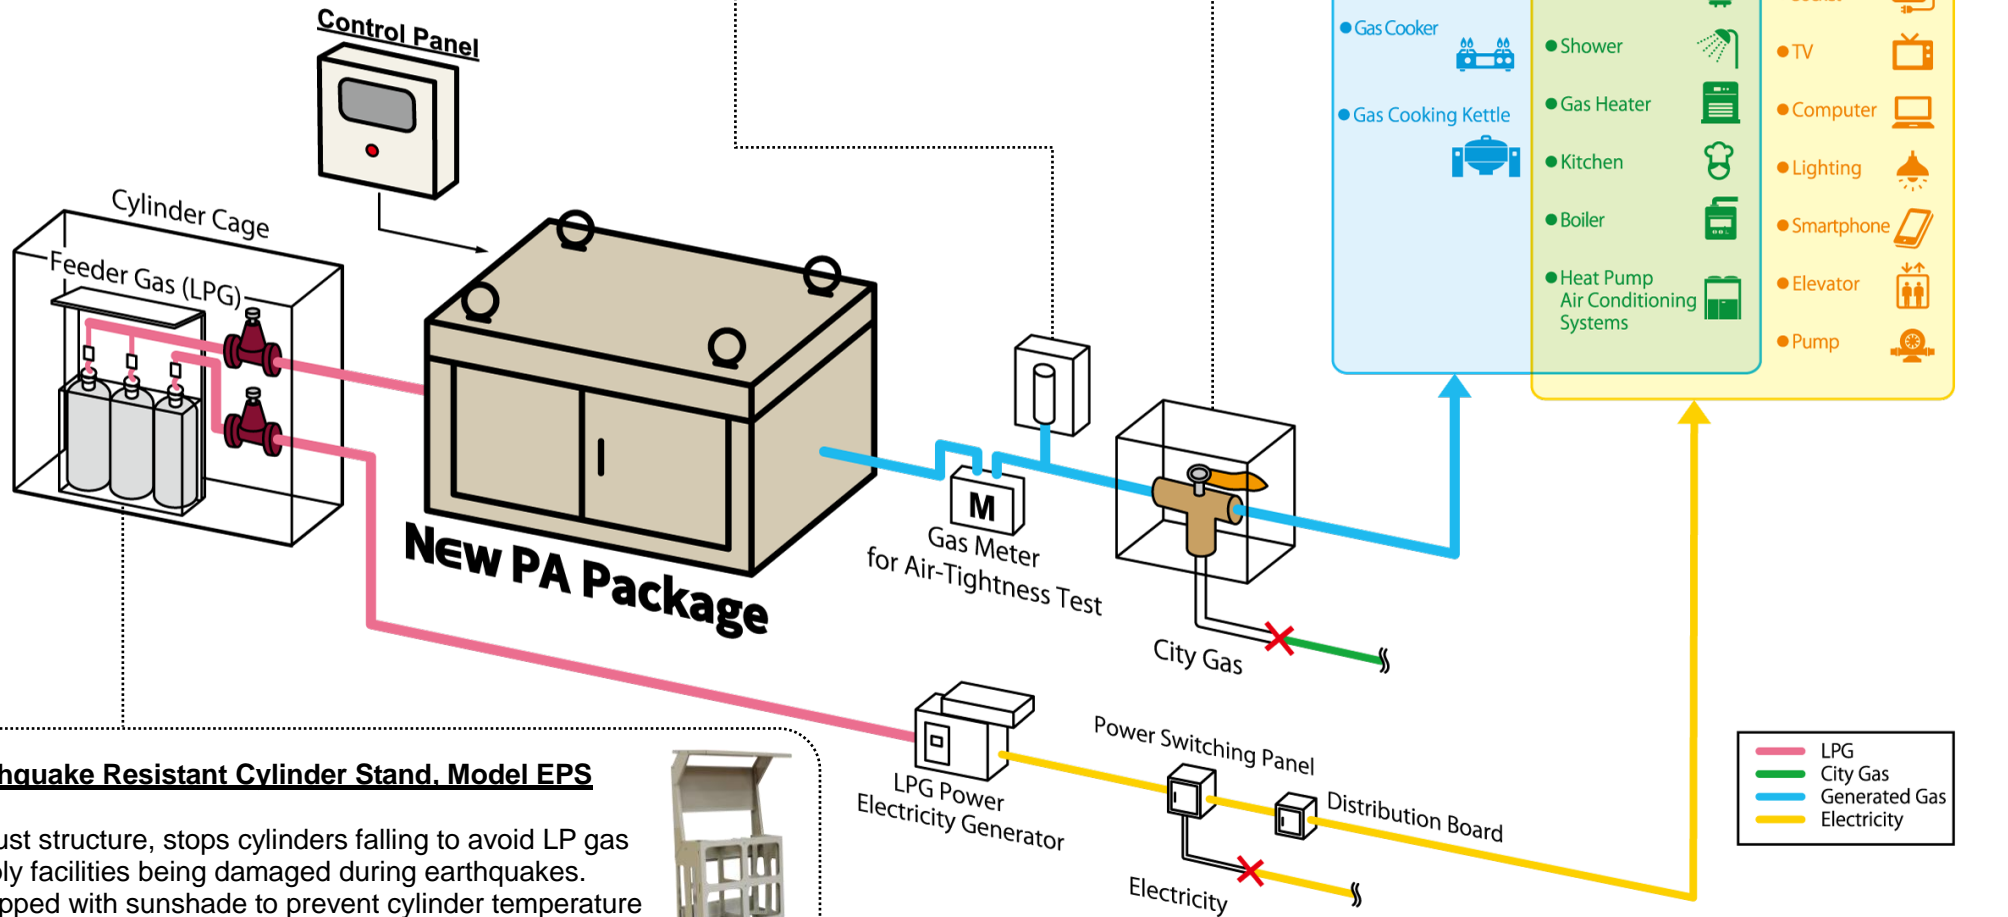 Control Panel
Cylinder Cage
Feeder Gas (LPG)
New PA Package
M
Gas Meter
for Air-Tightness Test
City Gas
LPG Power
Electricity Generator
Power Switching Panel
Distribution Board
Electricity
Gas Cooker
Gas Cooking Kettle
Shower
Gas Heater
Kitchen
Boiler
Heat Pump
Air Conditioning
Systems
TV
Computer
Lighting
Smartphone
Elevator
Pump
LPG
City Gas
Generated Gas
Electricity
Resistant Cylinder Stand, Model EPS
structure, stops cylinders falling to avoid LP gas
facilities being damaged during earthquakes.
with sunshade to prevent cylinder temperature